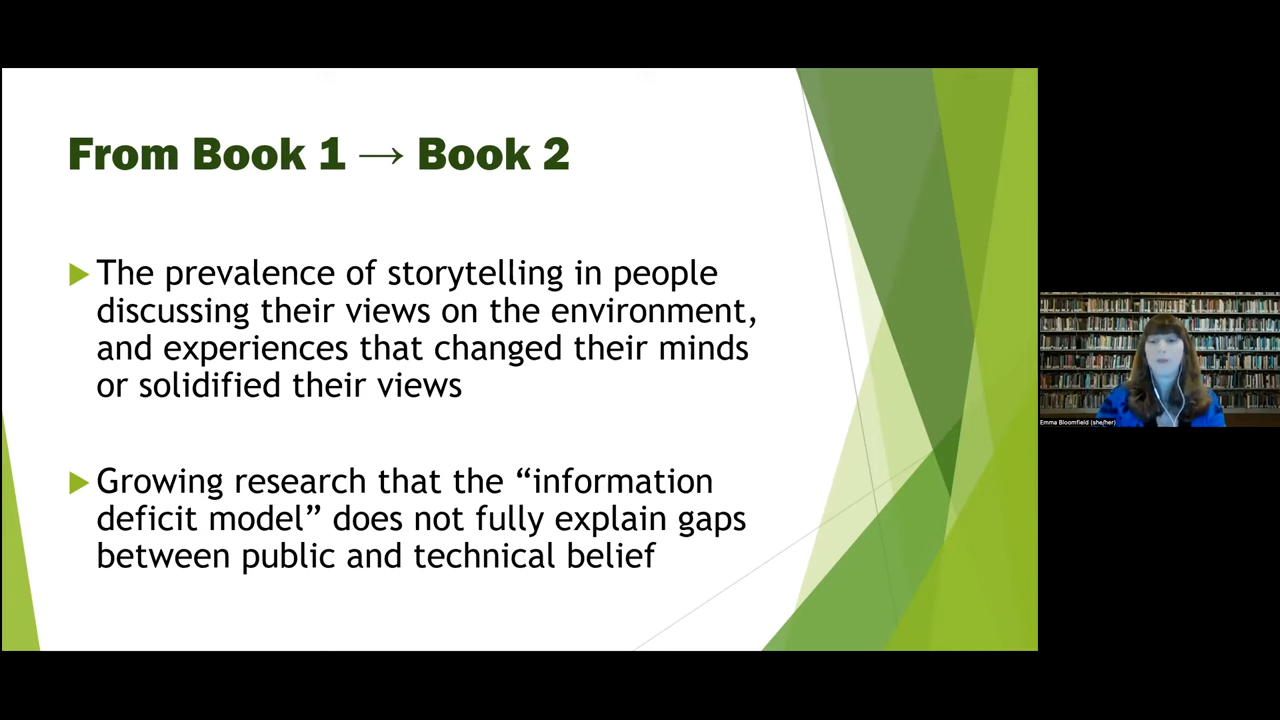 From Book 1 → Book 2
The prevalence of storytelling in people
discussing their views on the environment,
and experiences that changed their minds
or solidified their views
Growing research that the “information
deficit model” does not fully explain gaps
between public and technical belief
Emma Bloomfield (she/her)